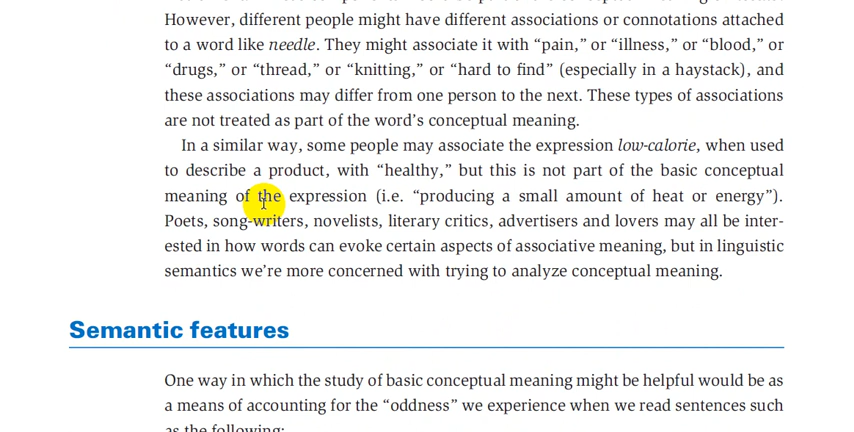 However, different people might have different associations or connotations attached
to a word like needle. They might associate it with “pain,” or “illness,” or “blood,” or
“drugs,” or “thread,” or “knitting,” or “hard to find” (especially in a haystack), and
these associations may differ from one person to the next. These types of associations
are not treated as part of the word’s conceptual meaning.
In a similar way, some people may associate the expression low-calorie, when used
to describe a product, with “healthy,” but this is not part of the basic conceptual
meaning of the expression (i.e. “producing a small amount of heat or energy”).
Poets, song-writers, novelists, literary critics, advertisers and lovers may all be inter-
ested in how words can evoke certain aspects of associative meaning, but in linguistic
semantics we’re more concerned with trying to analyze conceptual meaning.
Semantic features
One way in which the study of basic conceptual meaning might be helpful would be as
a means of accounting for the “oddness” we experience when we read sentences such
as the following: